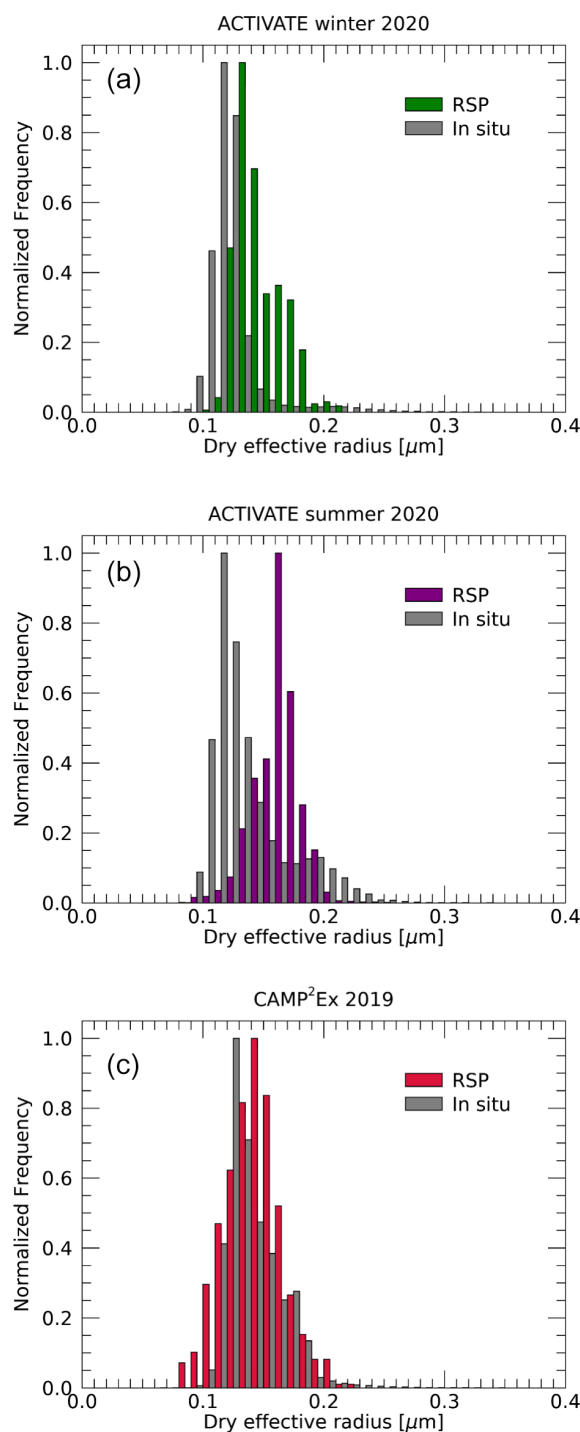 ACTIVATE winter 2020
(a)
RSP
In situ
1.0
0.8
0.6
0.4
0.2
0.0
Normalized Frequency
0.0 0.1 0.2 0.3 0.4
Dry effective radius [μm]
ACTIVATE summer 2020
(b)
RSP
In situ
1.0
0.8
0.6
0.4
0.2
0.0
Normalized Frequency
0.0 0.1 0.2 0.3 0.4
Dry effective radius [μm]
CAMP²Ex 2019
(c)
RSP
In situ
1.0
0.8
0.6
0.4
0.2
0.0
Normalized Frequency
0.0 0.1 0.2 0.3 0.4
Dry effective radius [μm]